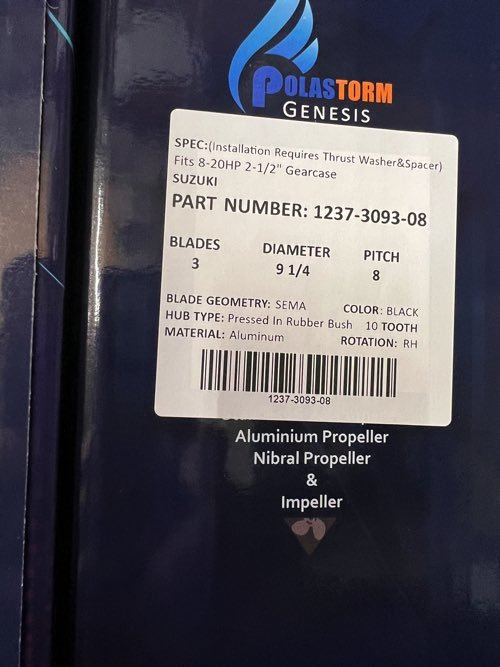 POLASTORM
GENESIS
SPEC:(Installation Requires Thrust Washer&Spacer)
Fits 8-20HP 2-1/2" Gearcase
SUZUKI
PART NUMBER: 1237-3093-08
BLADES DIAMETER PITCH
3 9 1/4 8
BLADE GEOMETRY: SEMA COLOR: BLACK
HUB TYPE: Pressed In Rubber Bush 10 TOOTH
MATERIAL: Aluminum ROTATION: RH
1237-3093-08
Aluminium Propeller
Nibral Propeller
&
Impeller